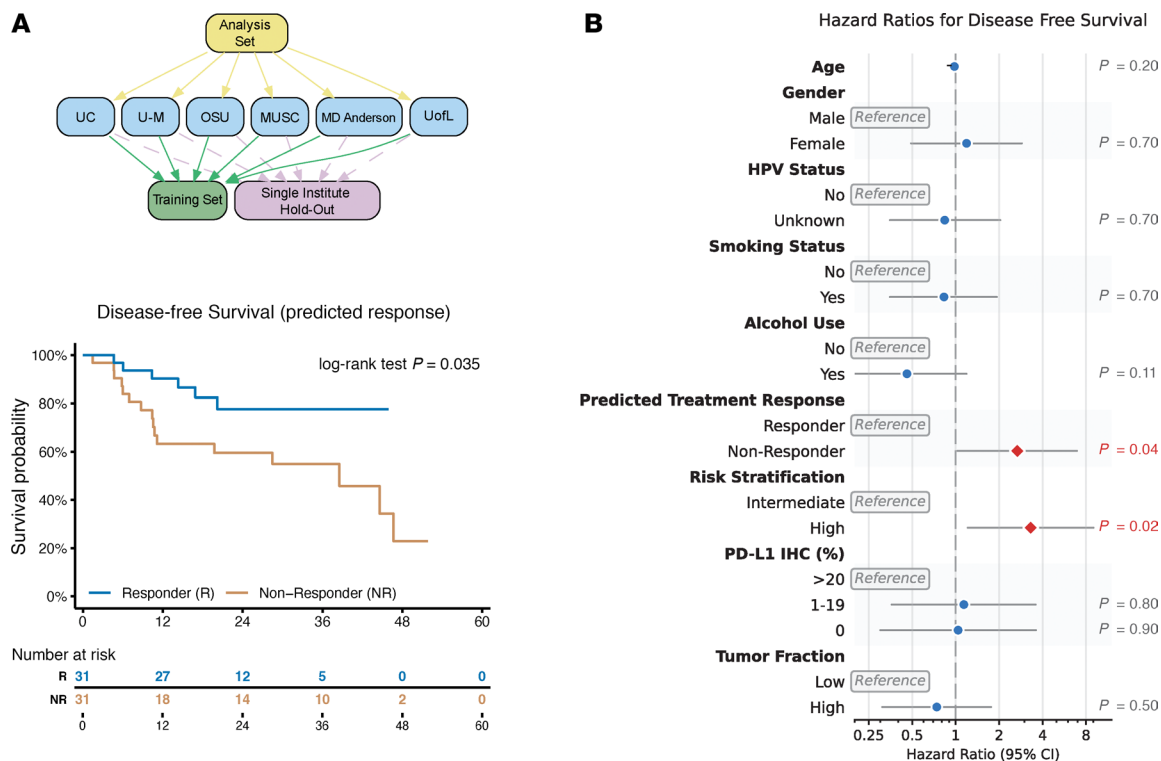 A
Analysis
Set
UC
U-M
OSU
MUSC
MD Anderson
UofL
Training Set
Single Institute
Hold-Out
Disease-free Survival (predicted response)
log-rank test P = 0.035
Survival probability
100%
80%
60%
40%
20%
0%
Responder (R)
Non−Responder (NR)
0 12 24 36 48 60
Number at risk
R 31 27 12 5 0 0
NR 31 18 14 10 2 0
0 12 24 36 48 60
B
Hazard Ratios for Disease Free Survival
Age P = 0.20
Gender
Male Reference
Female P = 0.70
HPV Status
No Reference
Unknown P = 0.70
Smoking Status
No Reference
Yes P = 0.70
Alcohol Use
No Reference
Yes P = 0.11
Predicted Treatment Response
Responder Reference
Non-Responder P = 0.04
Risk Stratification
Intermediate Reference
High P = 0.02
PD-L1 IHC (%)
>20 Reference
1-19 P = 0.80
0 P = 0.90
Tumor Fraction
Low Reference
High P = 0.50
0.25 0.5 1 2 4 8
Hazard Ratio (95% CI)